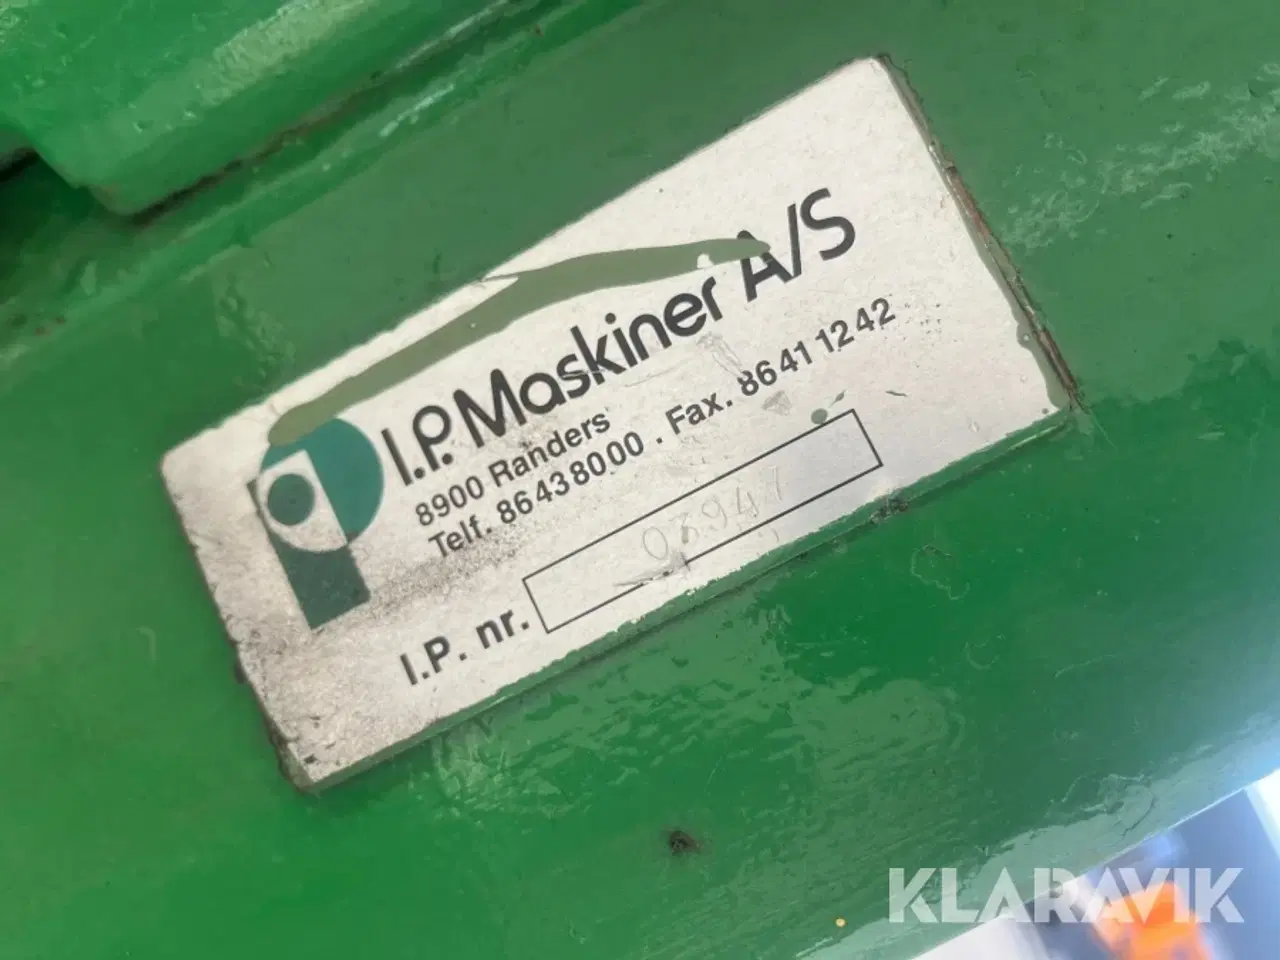 I.P. Maskiner A/S
8900 Randers
Telf. 86438000 . Fax. 86411242
I.P. nr.
KLARAVIK